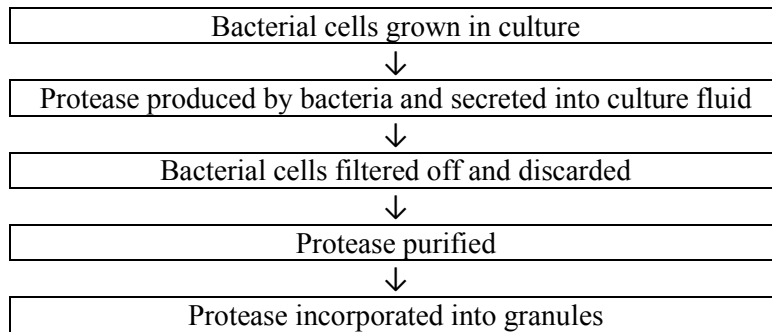 Bacterial cells grown in culture
Protease produced by bacteria and secreted into culture fluid
Bacterial cells filtered off and discarded
Protease purified
Protease incorporated into granules